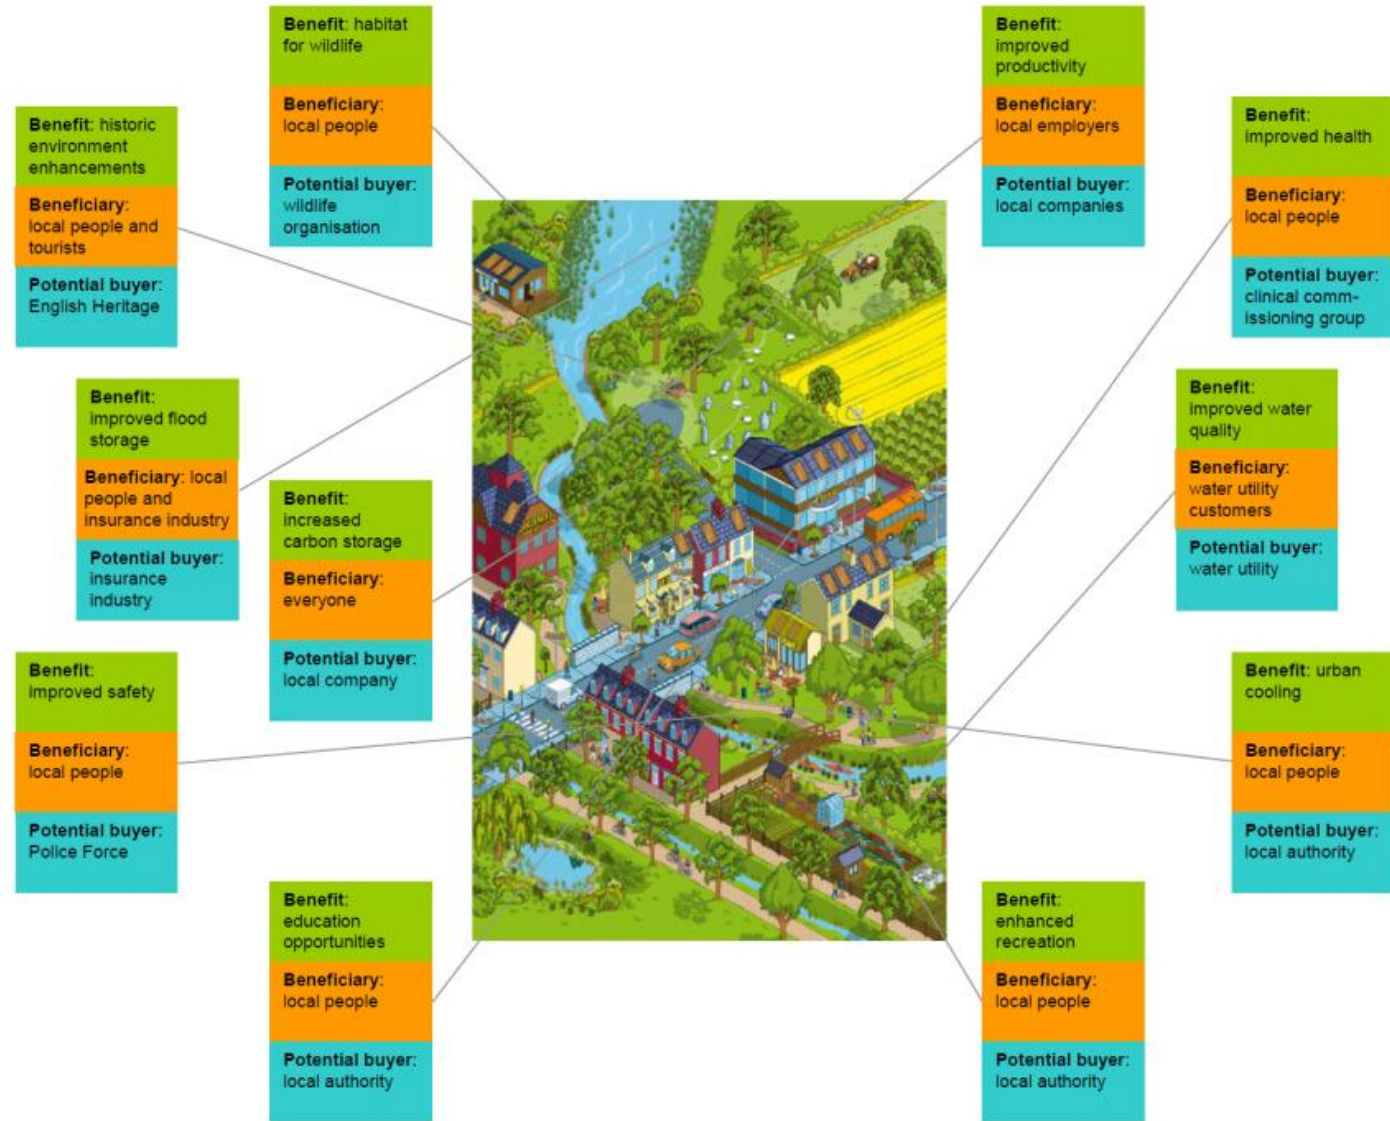 Benefit: habitat
for wildlife
Beneficiary:
local people
Potential buyer:
wildlife
organisation
Benefit:
improved
productivity
Beneficiary:
local employers
Potential buyer:
local companies
Benefit: historic
environment
enhancements
Beneficiary:
local people and
tourists
Potential buyer:
English Heritage
Benefit:
improved health
Beneficiary:
local people
Potential buyer:
clinical comm-
issioning group
Benefit:
improved flood
storage
Beneficiary: local
people and
insurance industry
Potential buyer:
insurance
industry
Benefit:
increased
carbon storage
Beneficiary:
everyone
Potential buyer:
local company
Benefit:
improved water
quality
Beneficiary:
water utility
customers
Potential buyer:
water utility
Benefit:
improved safety
Beneficiary:
local people
Potential buyer:
Police Force
Benefit: urban
cooling
Beneficiary:
local people
Potential buyer:
local authority
Benefit:
education
opportunities
Beneficiary:
local people
Potential buyer:
local authority
Benefit:
enhanced
recreation
Beneficiary:
local people
Potential buyer:
local authority